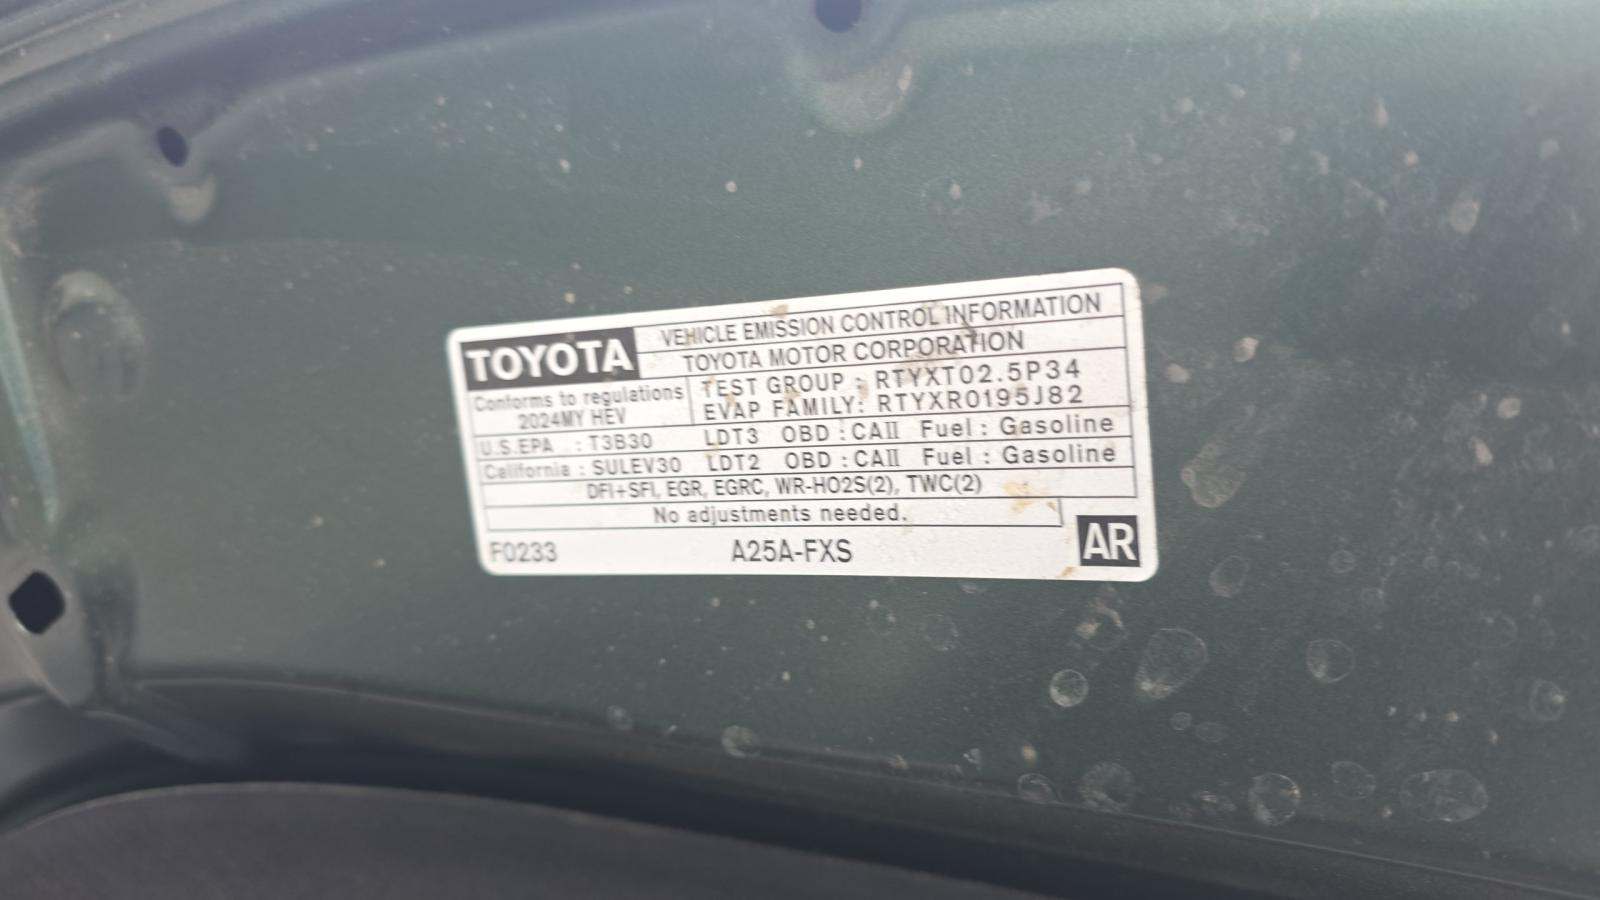 TOYOTA
VEHICLE EMISSION CONTROL INFORMATION
TOYOTA MOTOR CORPORATION
Conforms to regulations
2024MY HEV
TEST GROUP : RTYXT02.5P34
EVAP FAMILY: RTYXR0195J82
U.S.EPA : T3B30 LDT3 OBD : CAII Fuel : Gasoline
California : SULEV30 LDT2 OBD : CAII Fuel : Gasoline
DFI+SFI, EGR, EGRC, WR-HO2S(2), TWC(2)
No adjustments needed.
F0233 A25A-FXS AR